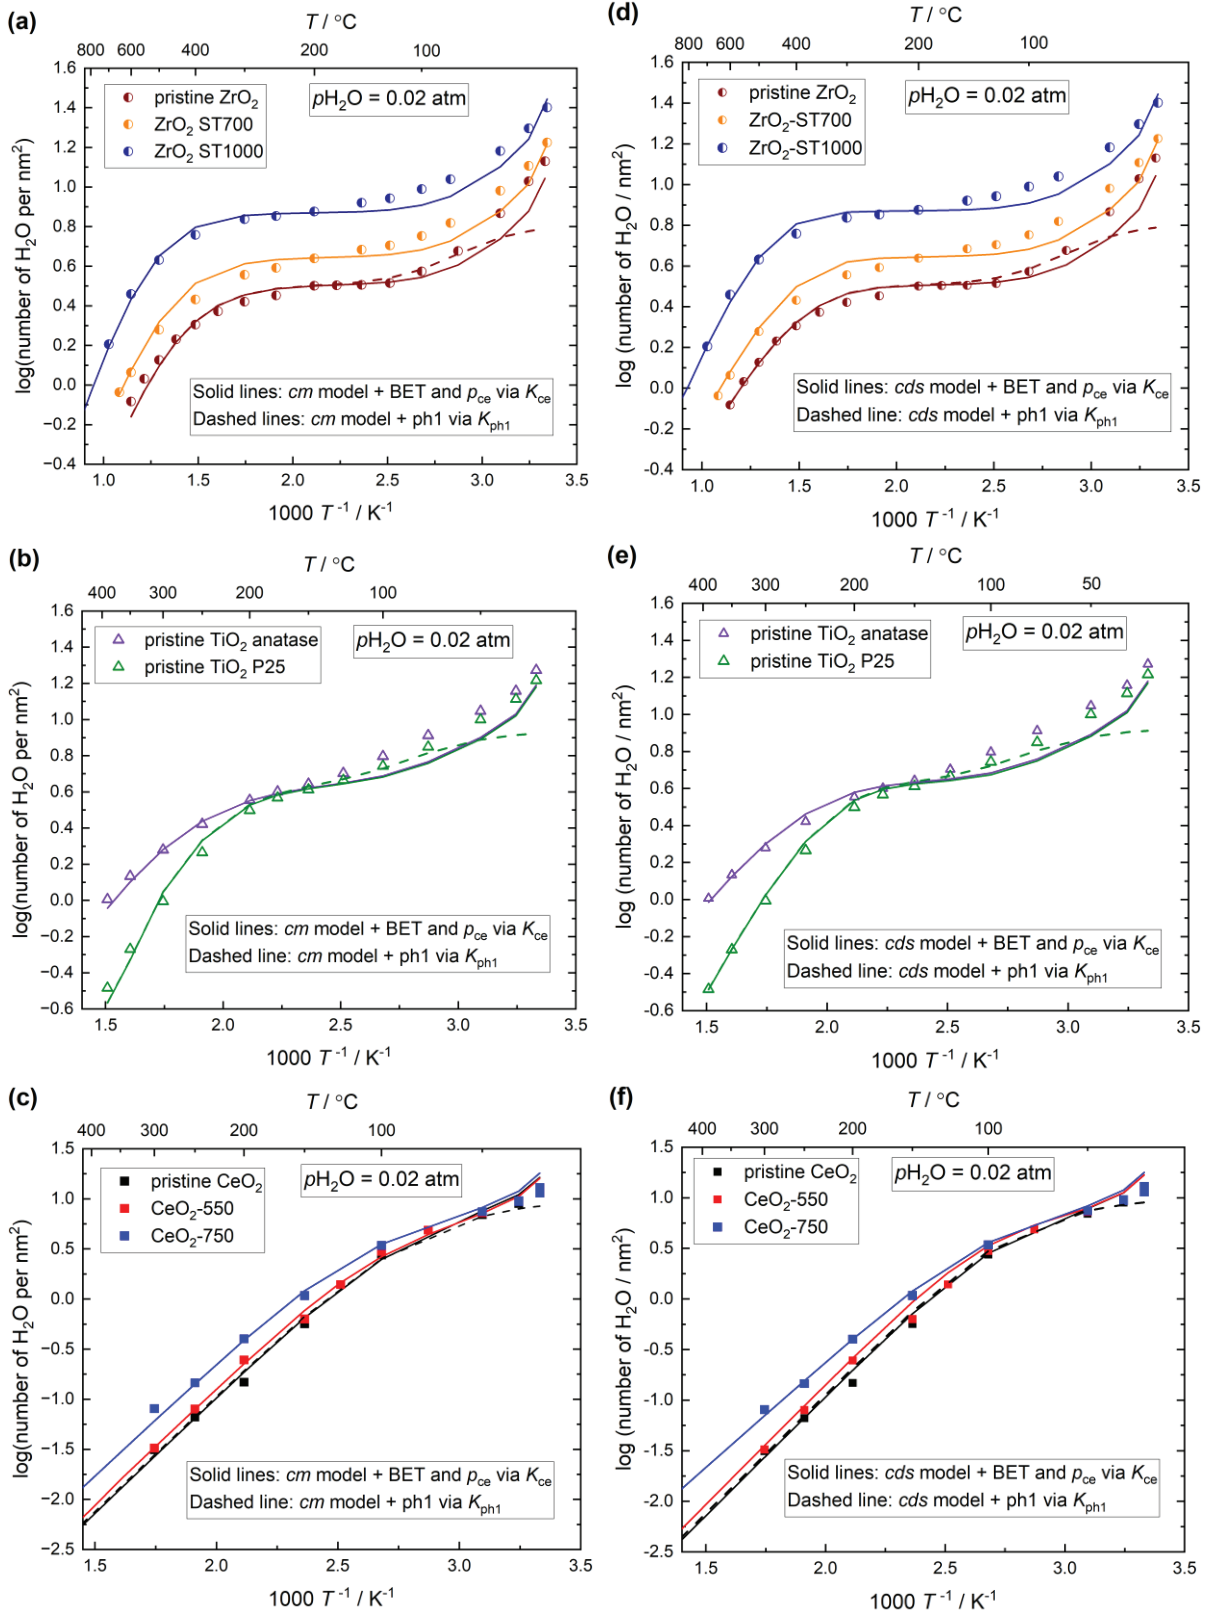 (a)
T / °C
800 600 400 200 100
1.6
1.4
1.2
1.0
0.8
0.6
0.4
0.2
0.0
−0.2
−0.4
log(number of H₂O per nm²)
pristine ZrO₂
ZrO₂ ST700
ZrO₂ ST1000
pH₂O = 0.02 atm
Solid lines: cm model + BET and pce via Kce
Dashed lines: cm model + ph1 via Kph1
1.0 1.5 2.0 2.5 3.0 3.5
1000 T ⁻¹ / K⁻¹
(d)
T / °C
800 600 400 200 100
1.6
1.4
1.2
1.0
0.8
0.6
0.4
0.2
0.0
-0.2
-0.4
log (number of H₂O / nm²)
pristine ZrO₂
ZrO₂-ST700
ZrO₂-ST1000
pH₂O = 0.02 atm
Solid lines: cds model + BET and pce via Kce
Dashed line: cds model + ph1 via Kph1
1.0 1.5 2.0 2.5 3.0 3.5
1000 T ⁻¹ / K⁻¹
(b)
T / °C
400 300 200 100
1.6
1.4
1.2
1.0
0.8
0.6
0.4
0.2
0.0
−0.2
−0.4
−0.6
log(number of H₂O per nm²)
pristine TiO₂ anatase
pristine TiO₂ P25
pH₂O = 0.02 atm
Solid lines: cm model + BET and pce via Kce
Dashed line: cm model + ph1 via Kph1
1.5 2.0 2.5 3.0 3.5
1000 T ⁻¹ / K⁻¹
(e)
T / °C
400 300 200 100 50
1.6
1.4
1.2
1.0
0.8
0.6
0.4
0.2
0.0
-0.2
-0.4
-0.6
log (number of H₂O / nm²)
pristine TiO₂ anatase
pristine TiO₂ P25
pH₂O = 0.02 atm
Solid lines: cds model + BET and pce via Kce
Dashed line: cds model + ph1 via Kph1
1.5 2.0 2.5 3.0 3.5
1000 T ⁻¹ / K⁻¹
(c)
T / °C
400 300 200 100
1.5
1.0
0.5
0.0
−0.5
−1.0
−1.5
−2.0
−2.5
log(number of H₂O per nm²)
pristine CeO₂
CeO₂-550
CeO₂-750
pH₂O = 0.02 atm
Solid lines: cm model + BET and pce via Kce
Dashed line: cm model + ph1 via Kph1
1.5 2.0 2.5 3.0 3.5
1000 T ⁻¹ / K⁻¹
(f)
T / °C
400 300 200 100
1.5
1.0
0.5
0.0
-0.5
-1.0
-1.5
-2.0
-2.5
log (number of H₂O / nm²)
pristine CeO₂
CeO₂-550
CeO₂-750
pH₂O = 0.02 atm
Solid lines: cds model + BET and pce via Kce
Dashed line: cds model + ph1 via Kph1
1.5 2.0 2.5 3.0 3.5
1000 T ⁻¹ / K⁻¹